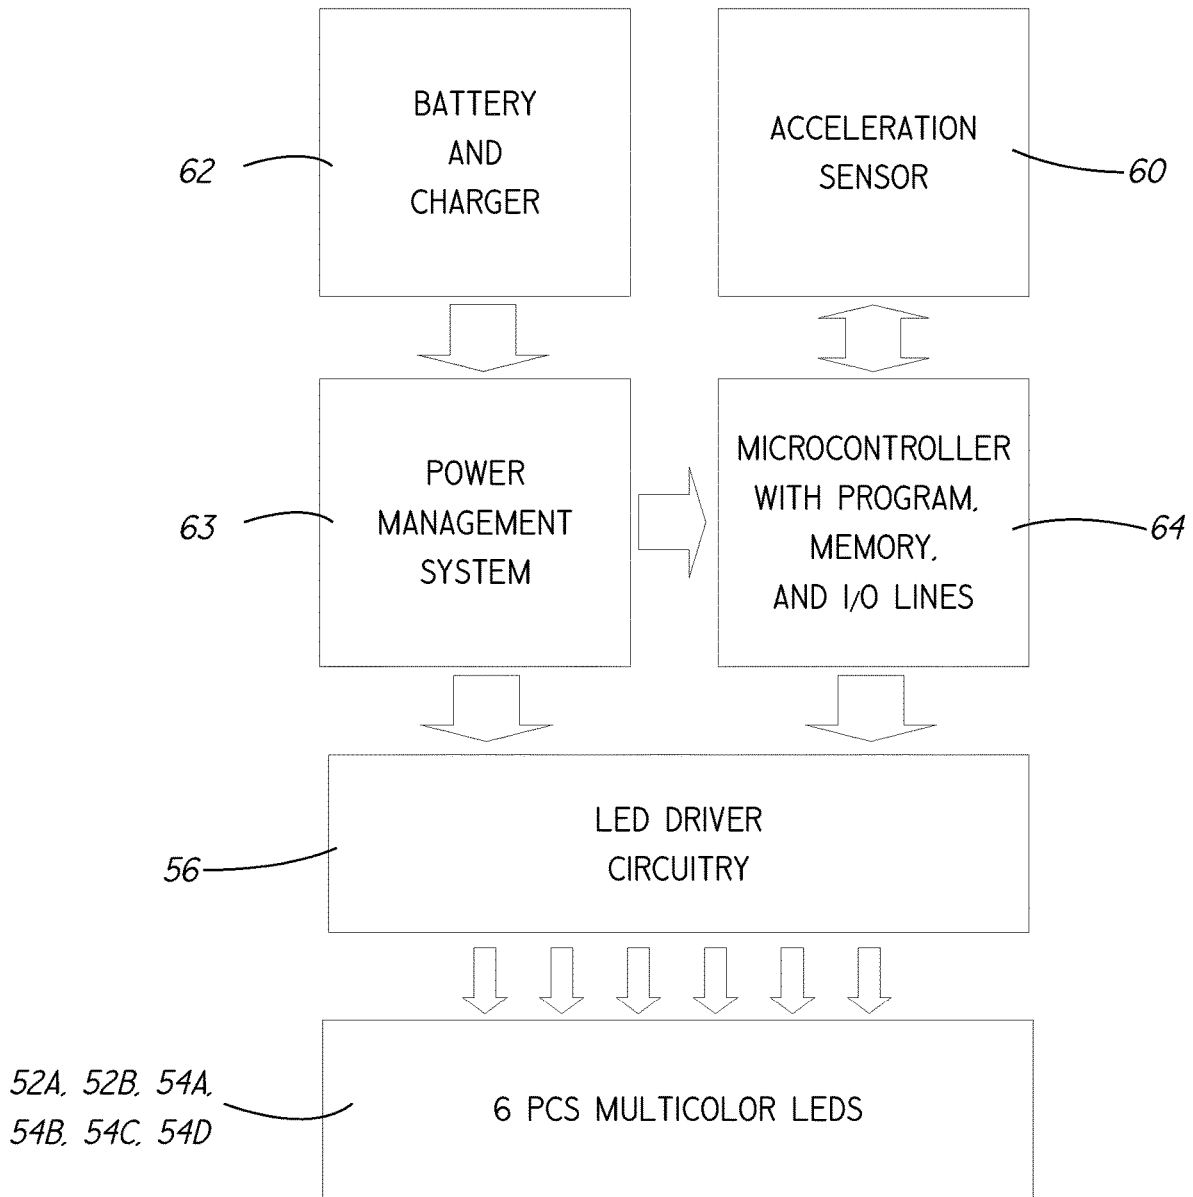 BATTERY
AND
CHARGER
62
ACCELERATION
SENSOR
60
POWER
MANAGEMENT
SYSTEM
63
MICROCONTROLLER
WITH PROGRAM,
MEMORY,
AND I/O LINES
64
LED DRIVER
CIRCUITRY
56
52A, 52B, 54A,
54B, 54C, 54D
6 PCS MULTICOLOR LEDS